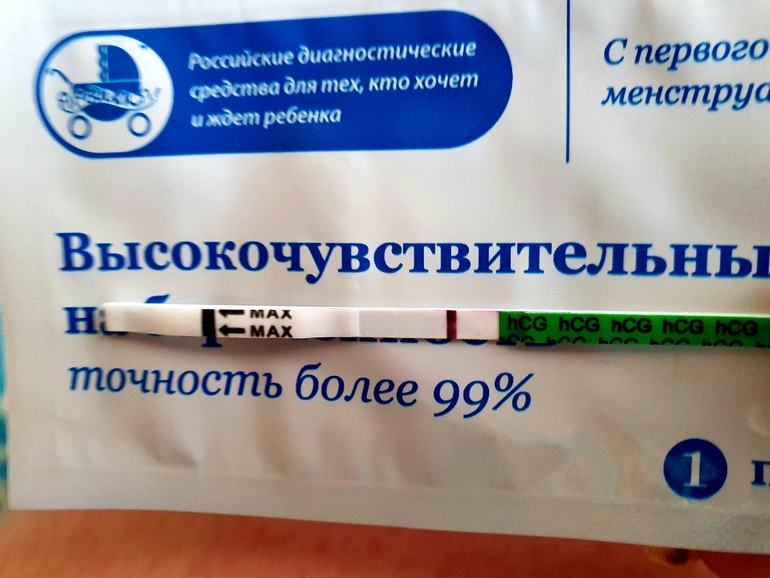 Российские диагностические
средства для тех, кто хочет
и ждет ребенка
С первого
менструа
Высокочувствительны
точность более 99%
MAX
MAX
hCG hCG hCG hCG hCG
1